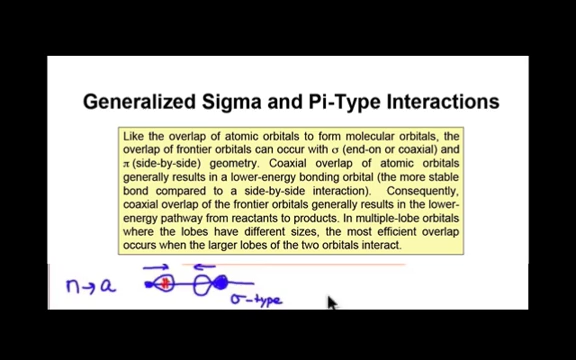 Generalized Sigma and Pi-Type Interactions
Like the overlap of atomic orbitals to form molecular orbitals, the
overlap of frontier orbitals can occur with σ (end-on or coaxial) and
π (side-by-side) geometry. Coaxial overlap of atomic orbitals
generally results in a lower-energy bonding orbital (the more stable
bond compared to a side-by-side interaction). Consequently,
coaxial overlap of the frontier orbitals generally results in the lower-
energy pathway from reactants to products. In multiple-lobe orbitals
where the lobes have different sizes, the most efficient overlap
occurs when the larger lobes of the two orbitals interact.
n→a
σ-type